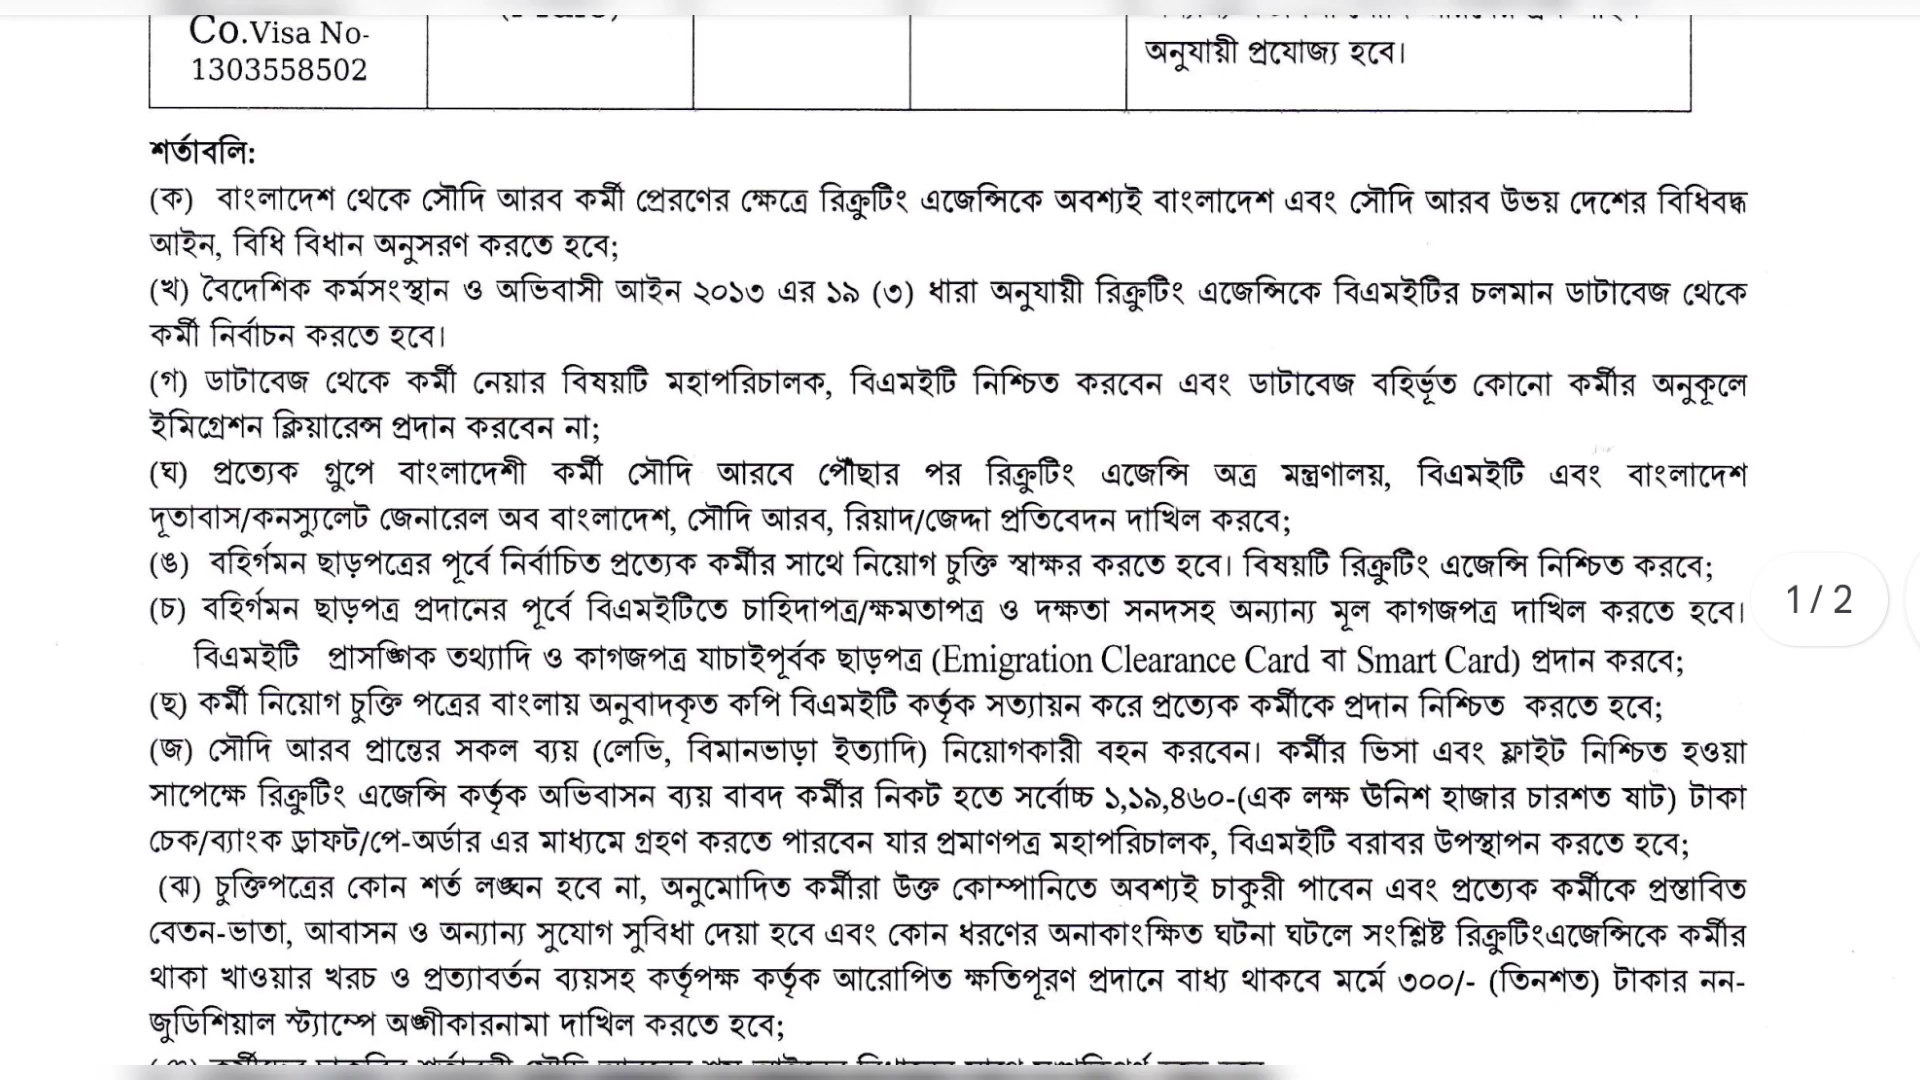 Co.Visa No-
1303558502
অনুযায়ী প্রযোজ্য হবে।
শর্তাবলি:
(ক) বাংলাদেশ থেকে সৌদি আরব কর্মী প্রেরণের ক্ষেত্রে রিক্রুটিং এজেন্সিকে অবশ্যই বাংলাদেশ এবং সৌদি আরব উভয় দেশের বিধিবদ্ধ
আইন, বিধি বিধান অনুসরণ করতে হবে;
(খ) বৈদেশিক কর্মসংস্থান ও অভিবাসী আইন ২০১৩ এর ১৯ (৩) ধারা অনুযায়ী রিক্রুটিং এজেন্সিকে বিএমইটির চলমান ডাটাবেজ থেকে
কর্মী নির্বাচন করতে হবে।
(গ) ডাটাবেজ থেকে কর্মী নেয়ার বিষয়টি মহাপরিচালক, বিএমইটি নিশ্চিত করবেন এবং ডাটাবেজ বহির্ভূত কোনো কর্মীর অনুকূলে
ইমিগ্রেশন ক্লিয়ারেন্স প্রদান করবেন না;
(ঘ) প্রত্যেক গ্রুপে বাংলাদেশী কর্মী সৌদি আরবে পৌঁছার পর রিক্রুটিং এজেন্সি অত্র মন্ত্রণালয়, বিএমইটি এবং বাংলাদেশ
দূতাবাস/কনস্যুলেট জেনারেল অব বাংলাদেশ, সৌদি আরব, রিয়াদ/জেদ্দা প্রতিবেদন দাখিল করবে;
(ঙ) বহির্গমন ছাড়পত্রের পূর্বে নির্বাচিত প্রত্যেক কর্মীর সাথে নিয়োগ চুক্তি স্বাক্ষর করতে হবে। বিষয়টি রিক্রুটিং এজেন্সি নিশ্চিত করবে;
(চ) বহির্গমন ছাড়পত্র প্রদানের পূর্বে বিএমইটিতে চাহিদাপত্র/ক্ষমতাপত্র ও দক্ষতা সনদসহ অন্যান্য মূল কাগজপত্র দাখিল করতে হবে।
বিএমইটি প্রাসঙ্গিক তথ্যাদি ও কাগজপত্র যাচাইপূর্বক ছাড়পত্র (Emigration Clearance Card বা Smart Card) প্রদান করবে;
(ছ) কর্মী নিয়োগ চুক্তি পত্রের বাংলায় অনুবাদকৃত কপি বিএমইটি কর্তৃক সত্যায়ন করে প্রত্যেক কর্মীকে প্রদান নিশ্চিত করতে হবে;
(জ) সৌদি আরব প্রান্তের সকল ব্যয় (লেভি, বিমানভাড়া ইত্যাদি) নিয়োগকারী বহন করবেন। কর্মীর ভিসা এবং ফ্লাইট নিশ্চিত হওয়া
সাপেক্ষে রিক্রুটিং এজেন্সি কর্তৃক অভিবাসন ব্যয় বাবদ কর্মীর নিকট হতে সর্বোচ্চ ১,১৯,৪৬০-(এক লক্ষ ঊনিশ হাজার চারশত ষাট) টাকা
চেক/ব্যাংক ড্রাফট/পে-অর্ডার এর মাধ্যমে গ্রহণ করতে পারবেন যার প্রমাণপত্র মহাপরিচালক, বিএমইটি বরাবর উপস্থাপন করতে হবে;
(ঝ) চুক্তিপত্রের কোন শর্ত লঙ্ঘন হবে না, অনুমোদিত কর্মীরা উক্ত কোম্পানিতে অবশ্যই চাকুরী পাবেন এবং প্রত্যেক কর্মীকে প্রস্তাবিত
বেতন-ভাতা, আবাসন ও অন্যান্য সুযোগ সুবিধা দেয়া হবে এবং কোন ধরণের অনাকাংক্ষিত ঘটনা ঘটলে সংশ্লিষ্ট রিক্রুটিংএজেন্সিকে কর্মীর
থাকা খাওয়ার খরচ ও প্রত্যাবর্তন ব্যয়সহ কর্তৃপক্ষ কর্তৃক আরোপিত ক্ষতিপূরণ প্রদানে বাধ্য থাকবে মর্মে ৩০০/- (তিনশত) টাকার নন-
জুডিশিয়াল স্ট্যাম্পে অঙ্গীকারনামা দাখিল করতে হবে;
1/2